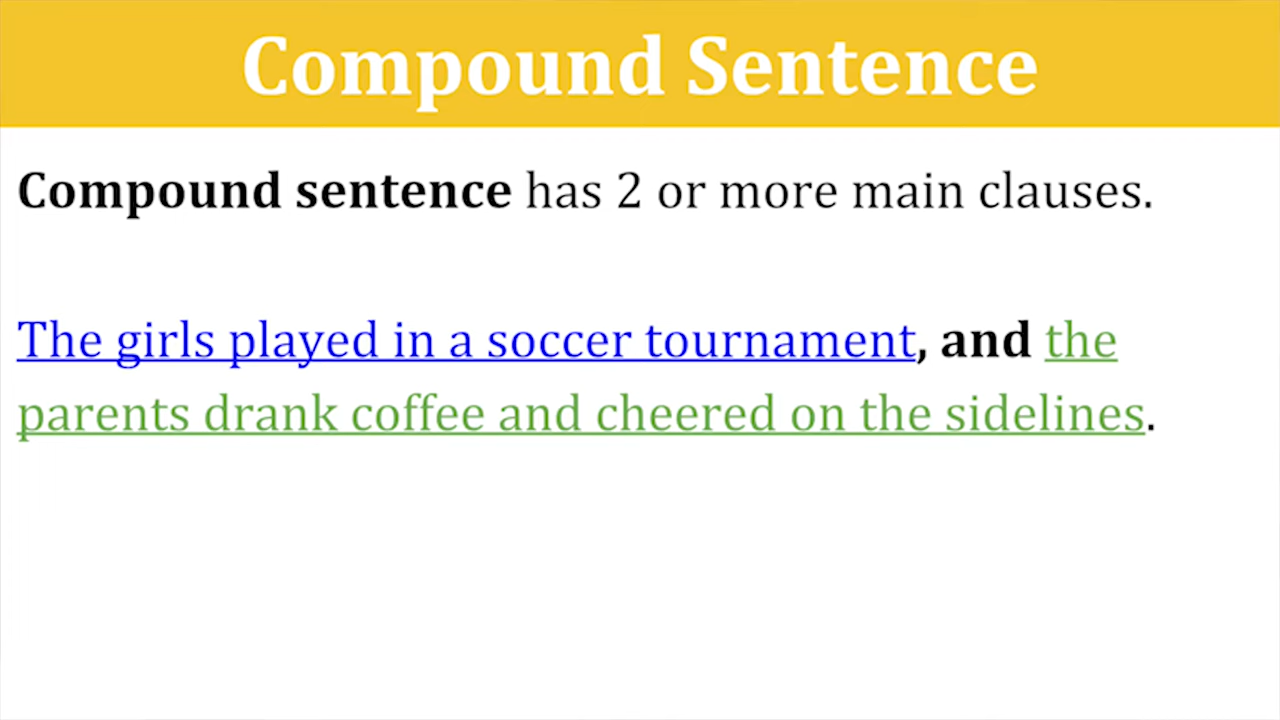 Compound Sentence
Compound sentence has 2 or more main clauses.
The girls played in a soccer tournament, and the
parents drank coffee and cheered on the sidelines.